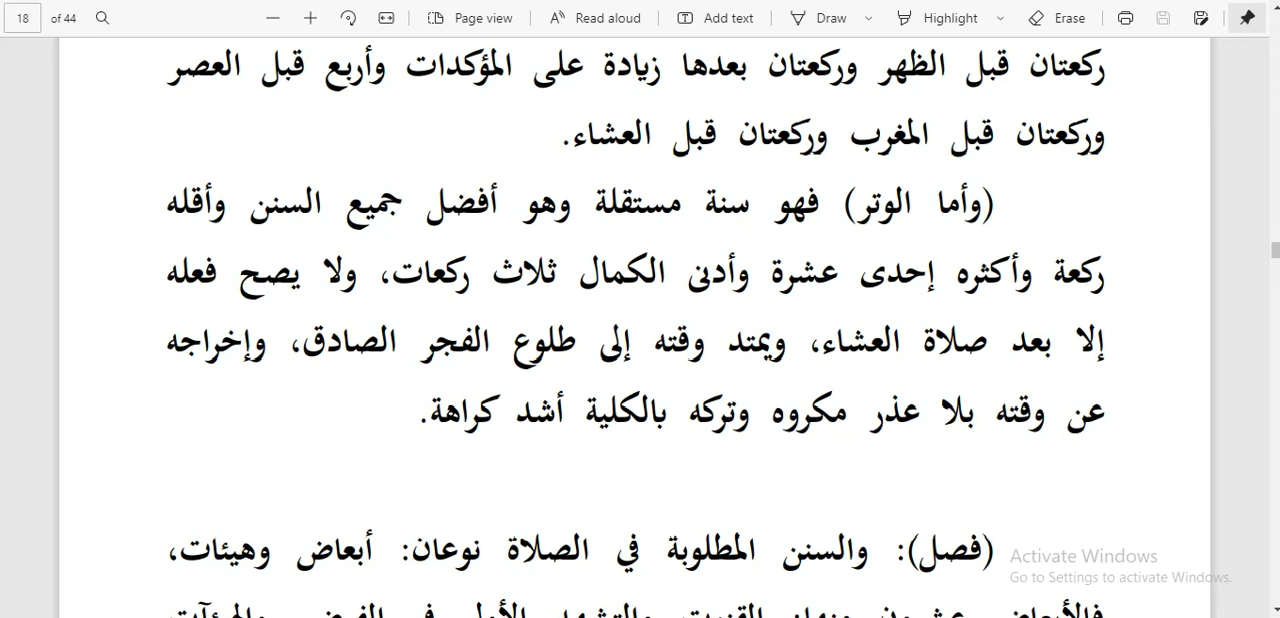 18 of 44 Page view Read aloud Add text Draw Highlight Erase
ركعتان قبل الظهر وركعتان بعدها زيادة على المؤكدات وأربع قبل العصر
وركعتان قبل المغرب وركعتان قبل العشاء.
(وأما الوتر) فهو سنة مستقلة وهو أفضل جميع السنن وأقله
ركعة وأكثره إحدى عشرة وأدنى الكمال ثلاث ركعات، ولا يصح فعله
إلا بعد صلاة العشاء، ويمتد وقته إلى طلوع الفجر الصادق، وإخراجه
عن وقته بلا عذر مكروه وتركه بالكلية أشد كراهة.
(فصل): والسنن المطلوبة في الصلاة نوعان: أبعاض وهيئات،
Activate Windows
Go to Settings to activate Windows.